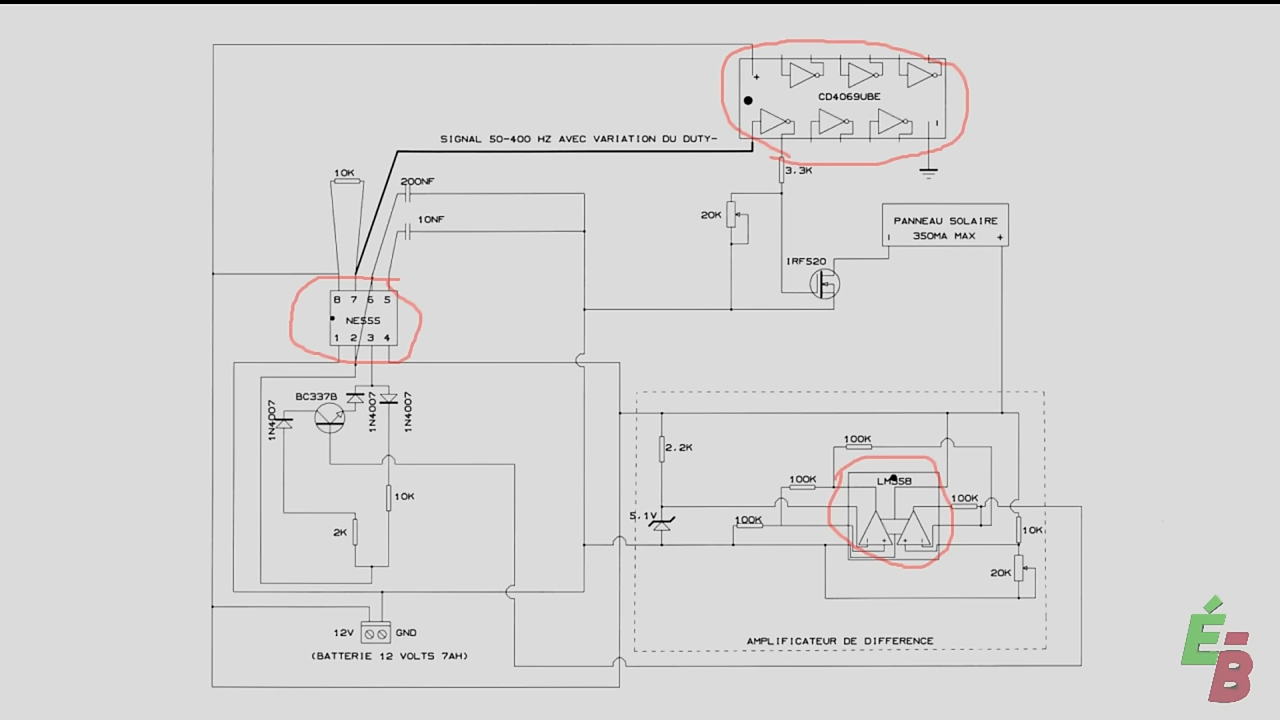 CD4069UBE
SIGNAL 50-400 HZ AVEC VARIATION DU DUTY-
3.3K
10K
200NF
10NF
20K
PANNEAU SOLAIRE
350MA MAX
+
IRF520
8 7 6 5
NE555
1 2 3 4
BC337B
1N4007
1N4007
1N4007
10K
2K
2.2K
5.1V
100K
100K
100K
LM358
100K
10K
20K
AMPLIFICATEUR DE DIFFERENCE
12V
GND
(BATTERIE 12 VOLTS 7AH)
ÉB